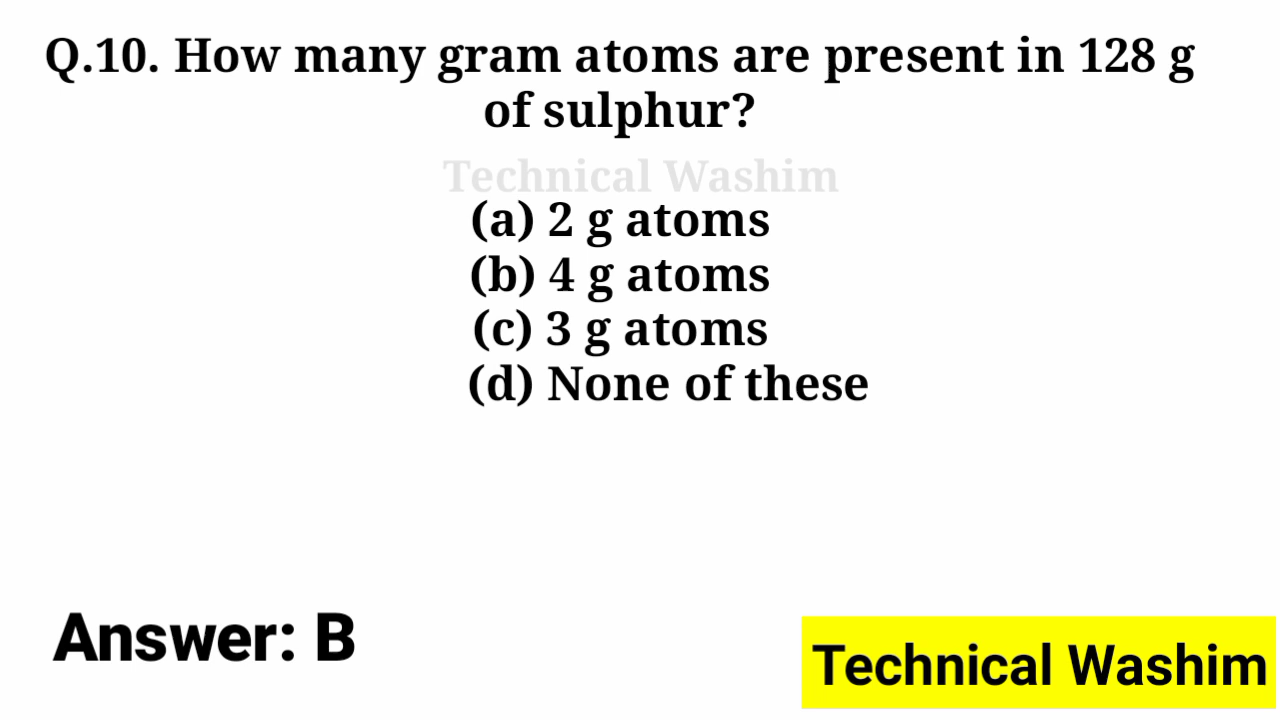 Q.10. How many gram atoms are present in 128 g
of sulphur?
Technical Washim
(a) 2 g atoms
(b) 4 g atoms
(c) 3 g atoms
(d) None of these
Answer: B
Technical Washim